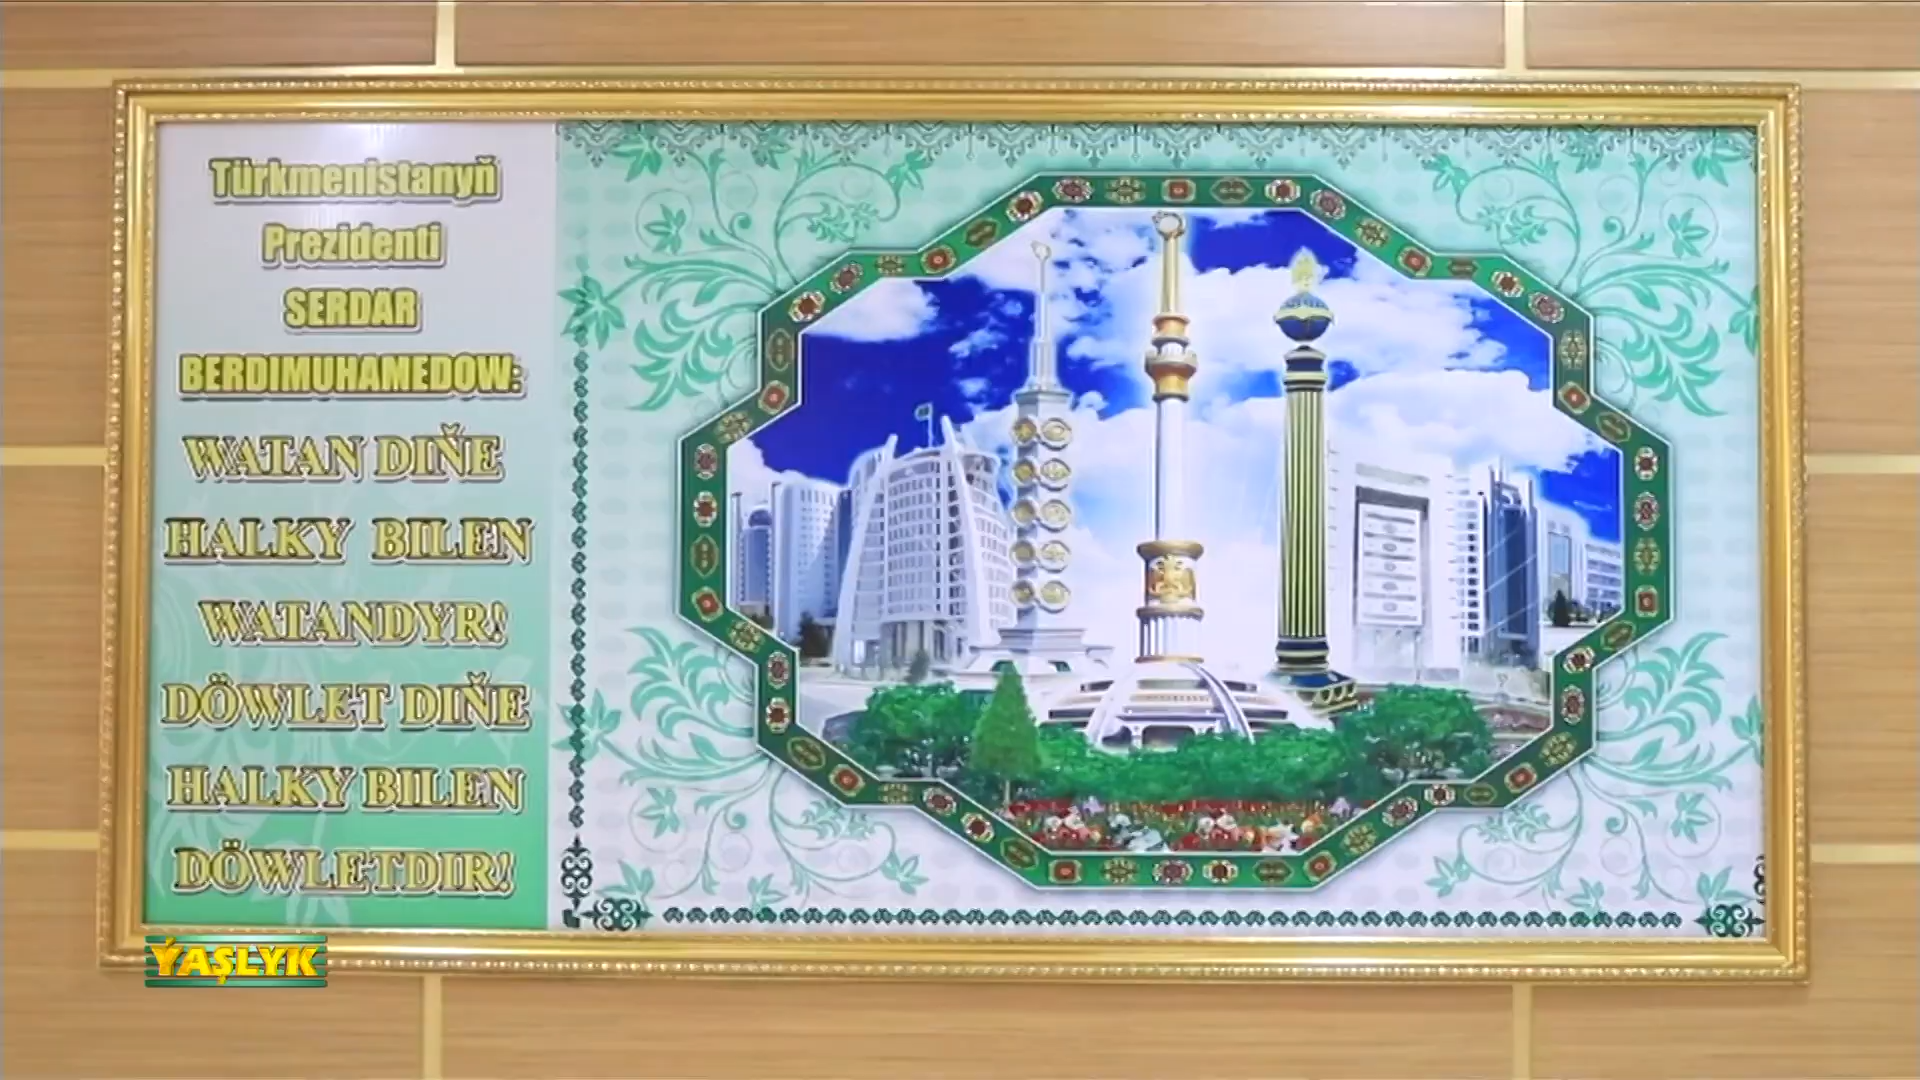 Türkmenistanyň
Prezidenti
SERDAR
BERDIMUHAMEDOW:
WATAN DIŇE
HALKY BILEN
WATANDYR!
DÖWLET DIŇE
HALKY BILEN
DÖWLETDIR!
ÝAŞLYK